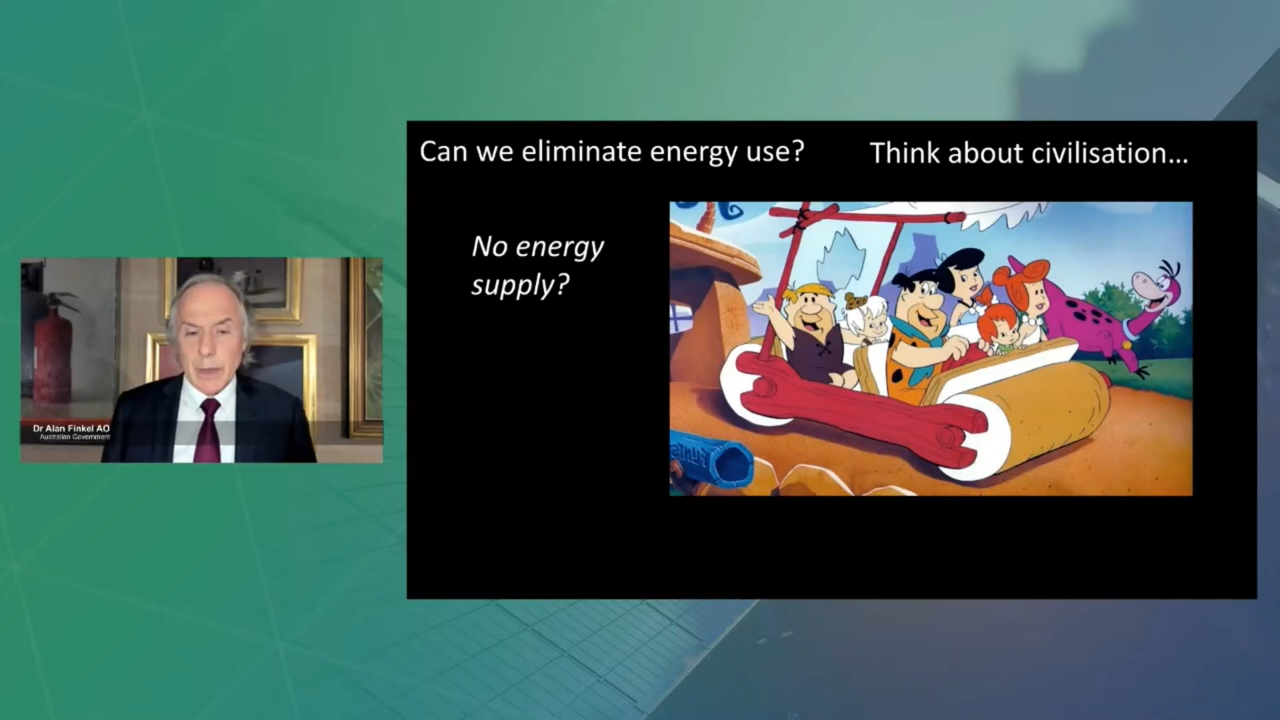 Can we eliminate energy use?
Think about civilisation...
No energy
supply?
Dr Alan Finkel AO
Australian Government